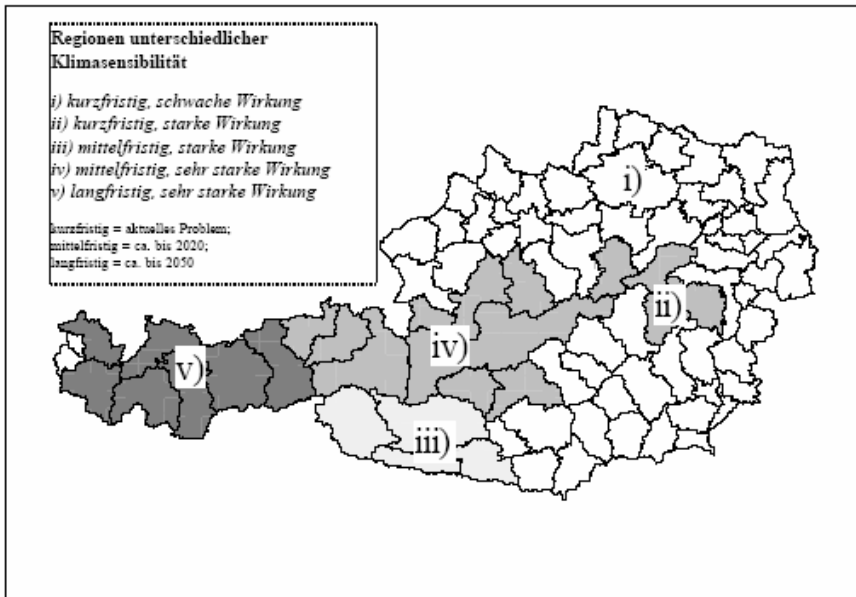 Regionen unterschiedlicher
Klimasensibilität
i) kurzfristig, schwache Wirkung
ii) kurzfristig, starke Wirkung
iii) mittelfristig, starke Wirkung
iv) mittelfristig, sehr starke Wirkung
v) langfristig, sehr starke Wirkung
kurzfristig = aktuelles Problem;
mittelfristig = ca. bis 2020;
langfristig = ca. bis 2050
i)
ii)
iv)
v)
iii)